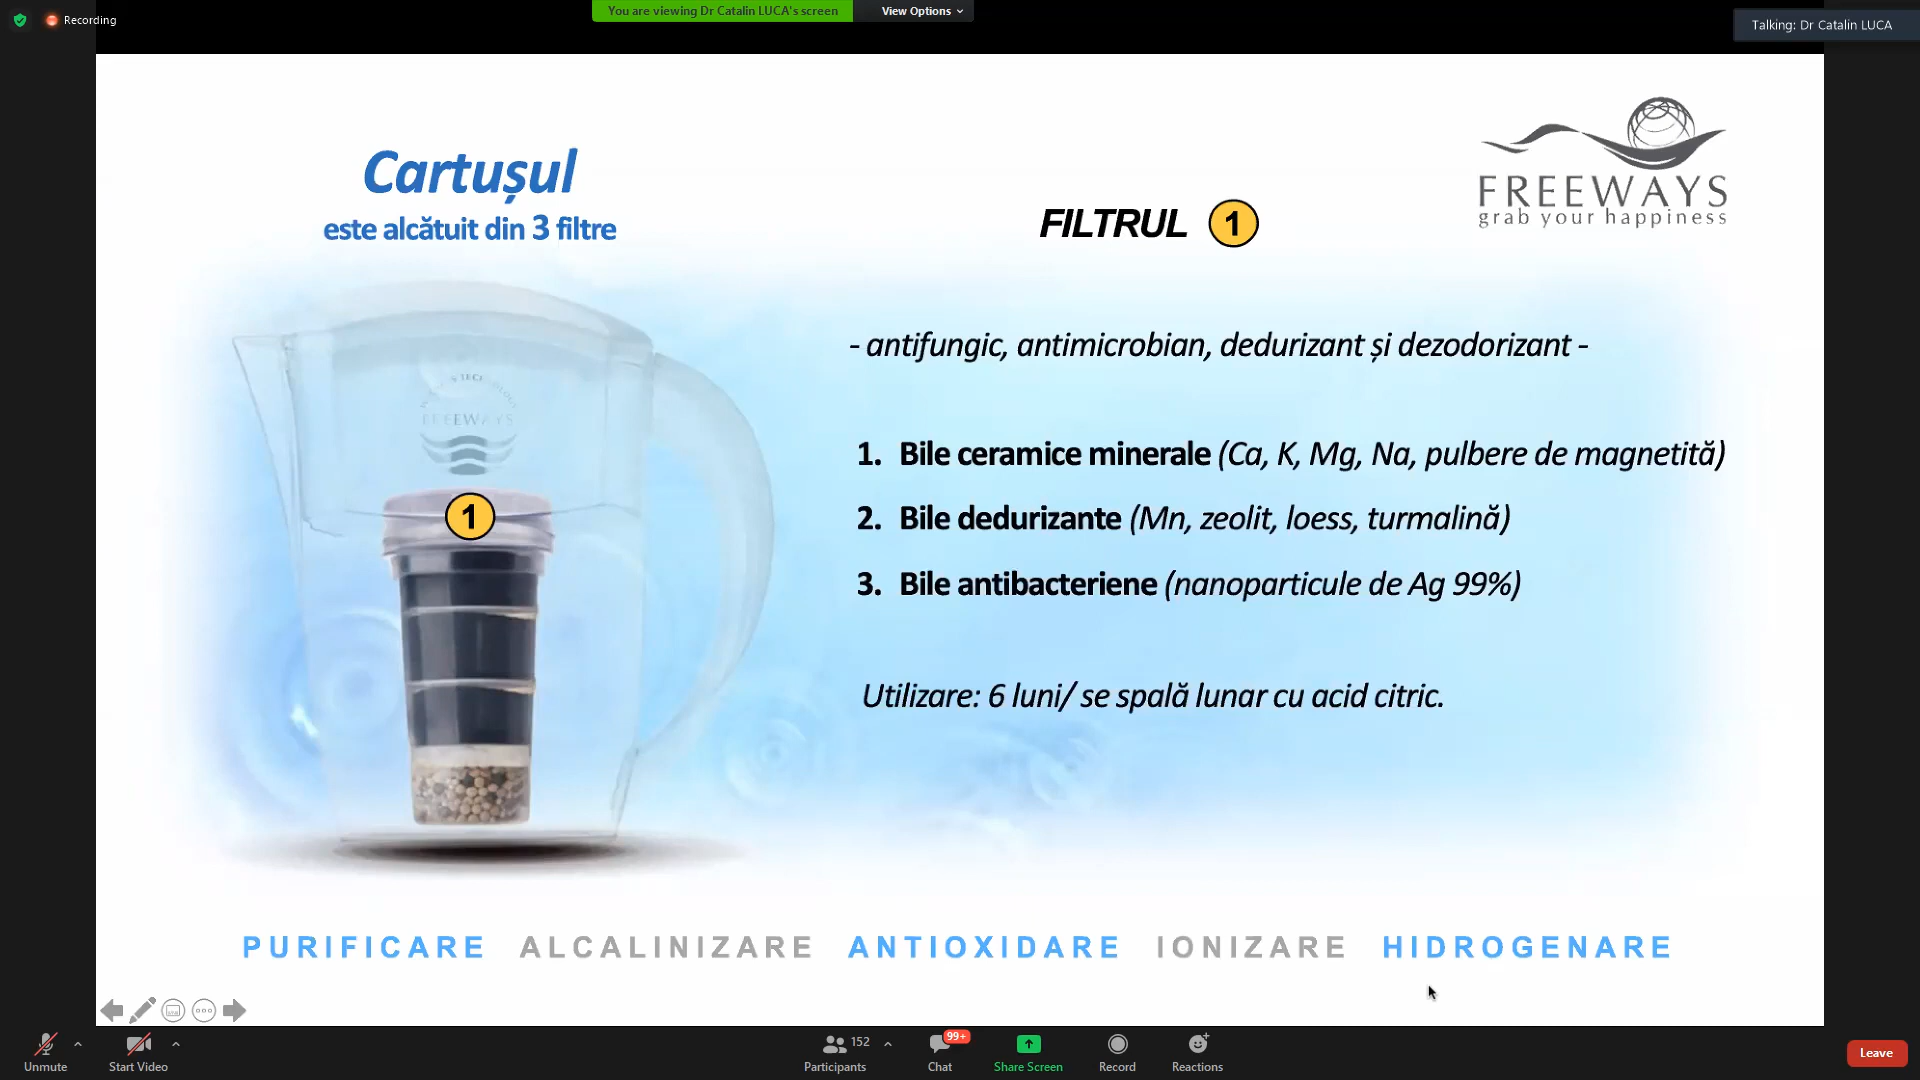 Recording
You are viewing Dr Catalin LUCA's screen
View Options
Talking: Dr Catalin LUCA
FREEWAYS
grab your happiness
Cartușul
este alcătuit din 3 filtre
FILTRUL 1
- antifungic, antimicrobian, dedurizant și dezodorizant -
FREEWAYS
1
1. Bile ceramice minerale (Ca, K, Mg, Na, pulbere de magnetită)
2. Bile dedurizante (Mn, zeolit, loess, turmalină)
3. Bile antibacteriene (nanoparticule de Ag 99%)
Utilizare: 6 luni/ se spală lunar cu acid citric.
PURIFICARE ALCALINIZARE ANTIOXIDARE IONIZARE HIDROGENARE
Unmute
Start Video
152
Participants
99+
Chat
Share Screen
Record
Reactions
Leave